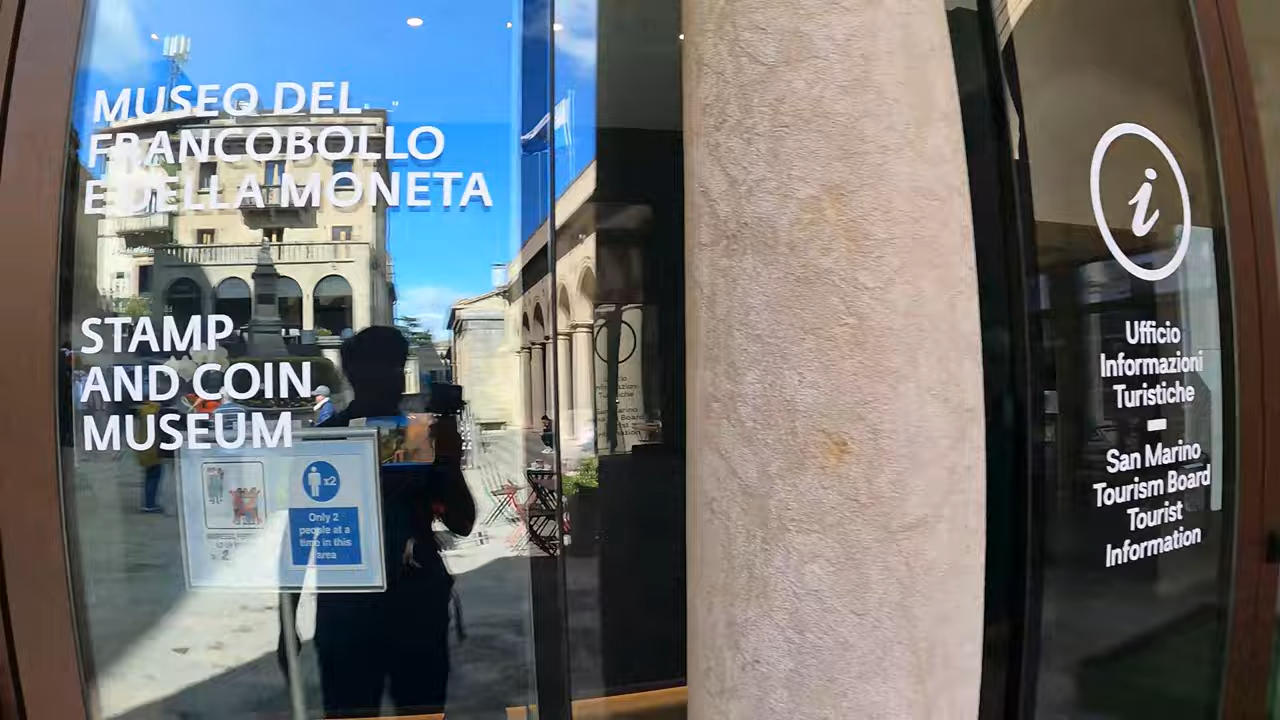 MUSEO DEL
FRANCOBOLLO
E DELLA MONETA
STAMP
AND COIN
MUSEUM
x2
Only 2
people at a
time in this
area
i
Ufficio
Informazioni
Turistiche
San Marino
Tourism Board
Tourist
Information